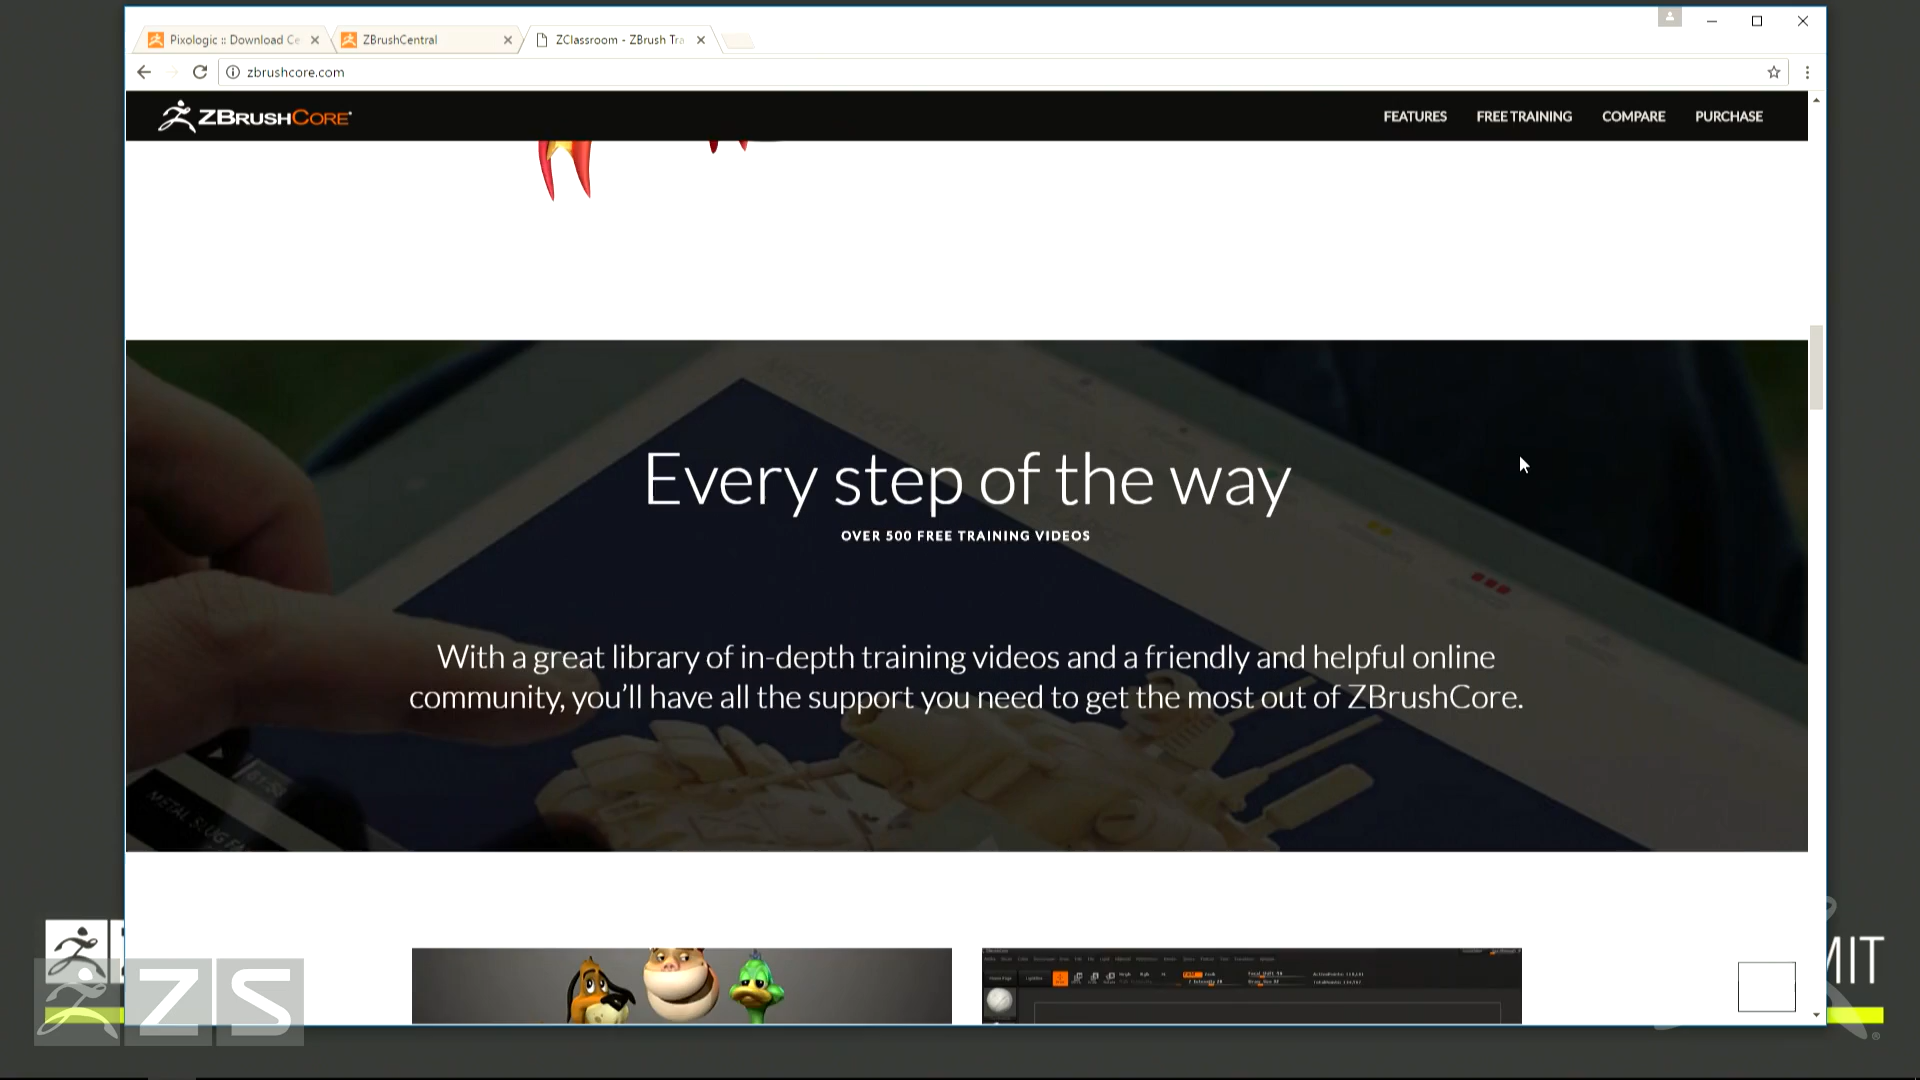 Pixologic :: Download Ce
ZBrushCentral
ZClassroom - ZBrush Tra
zbrushcore.com
ZBRUSHCORE
FEATURES
FREE TRAINING
COMPARE
PURCHASE
Every step of the way
OVER 500 FREE TRAINING VIDEOS
With a great library of in-depth training videos and a friendly and helpful online
community, you'll have all the support you need to get the most out of ZBrushCore.
MIT
ZS